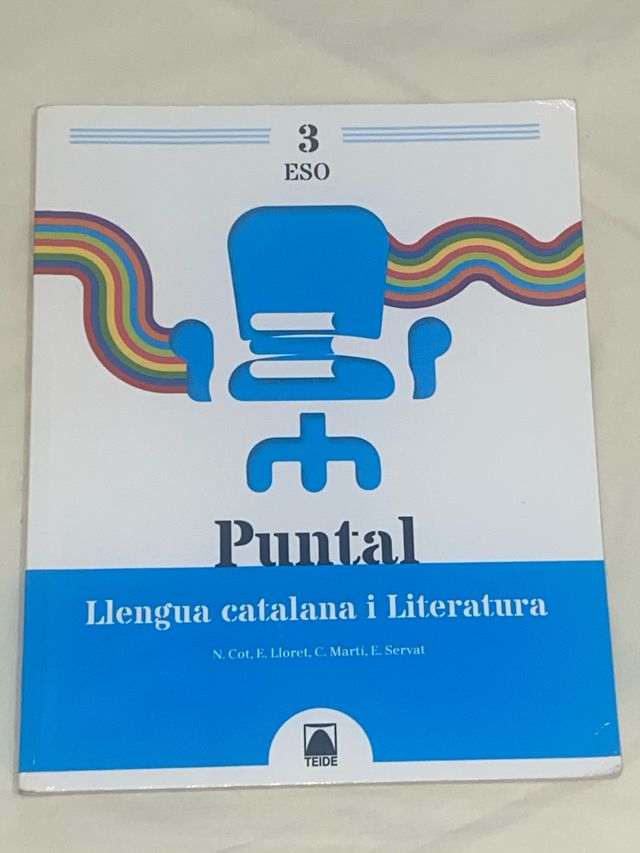 3
ESO
Puntal
Llengua catalana i Literatura
N. Cot, E. Lloret, C. Martí, E. Servat
TEIDE